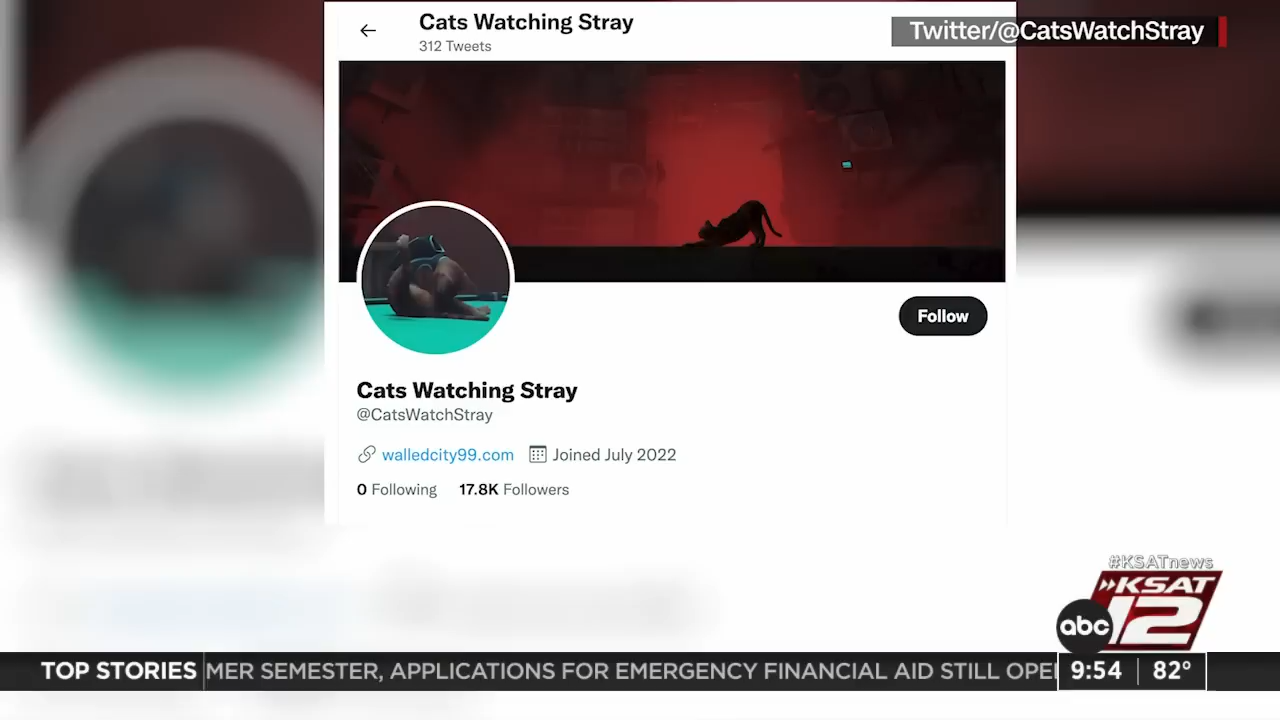 Cats Watching Stray
312 Tweets
Twitter/@CatsWatchStray
Follow
Cats Watching Stray
@CatsWatchStray
walledcity99.com Joined July 2022
0 Following 17.8K Followers
#KSATnews
KSAT
abc 12
TOP STORIES MER SEMESTER, APPLICATIONS FOR EMERGENCY FINANCIAL AID STILL OPE 9:54 82°